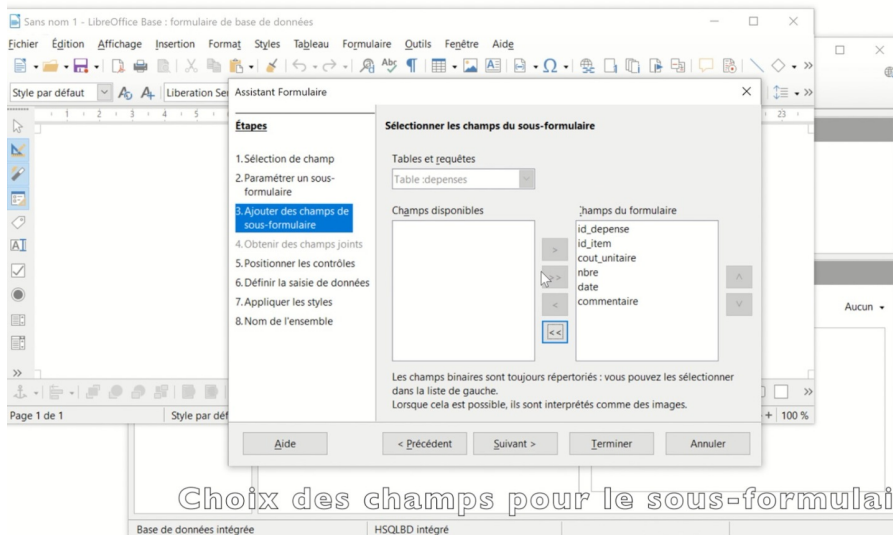 Sans nom 1 - LibreOffice Base : formulaire de base de données
Fichier Édition Affichage Insertion Format Styles Tableau Formulaire Outils Fenêtre Aide
Style par défaut
Liberation Se
Assistant Formulaire
1 2 3 4 5
23
Étapes
1. Sélection de champ
2. Paramétrer un sous-
formulaire
3. Ajouter des champs de
sous-formulaire
4. Obtenir des champs joints
5. Positionner les contrôles
6. Définir la saisie de données
7. Appliquer les styles
8. Nom de l'ensemble
Sélectionner les champs du sous-formulaire
Tables et requêtes
Table :depenses
Champs disponibles
>
>>
<
<<
hamps du formulaire
id_depense
id_item
cout_unitaire
nbre
date
commentaire
Les champs binaires sont toujours répertoriés : vous pouvez les sélectionner
dans la liste de gauche.
Lorsque cela est possible, ils sont interprétés comme des images.
Aide
< Précédent
Suivant >
Terminer
Annuler
Aucun
Page 1 de 1
Style par déf
+ 100 %
Choix des champs pour le sous-formulai
Base de données intégrée
HSQLBD intégré